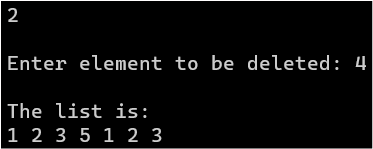 2
Enter element to be deleted: 4
The list is:
1 2 3 5 1 2 3